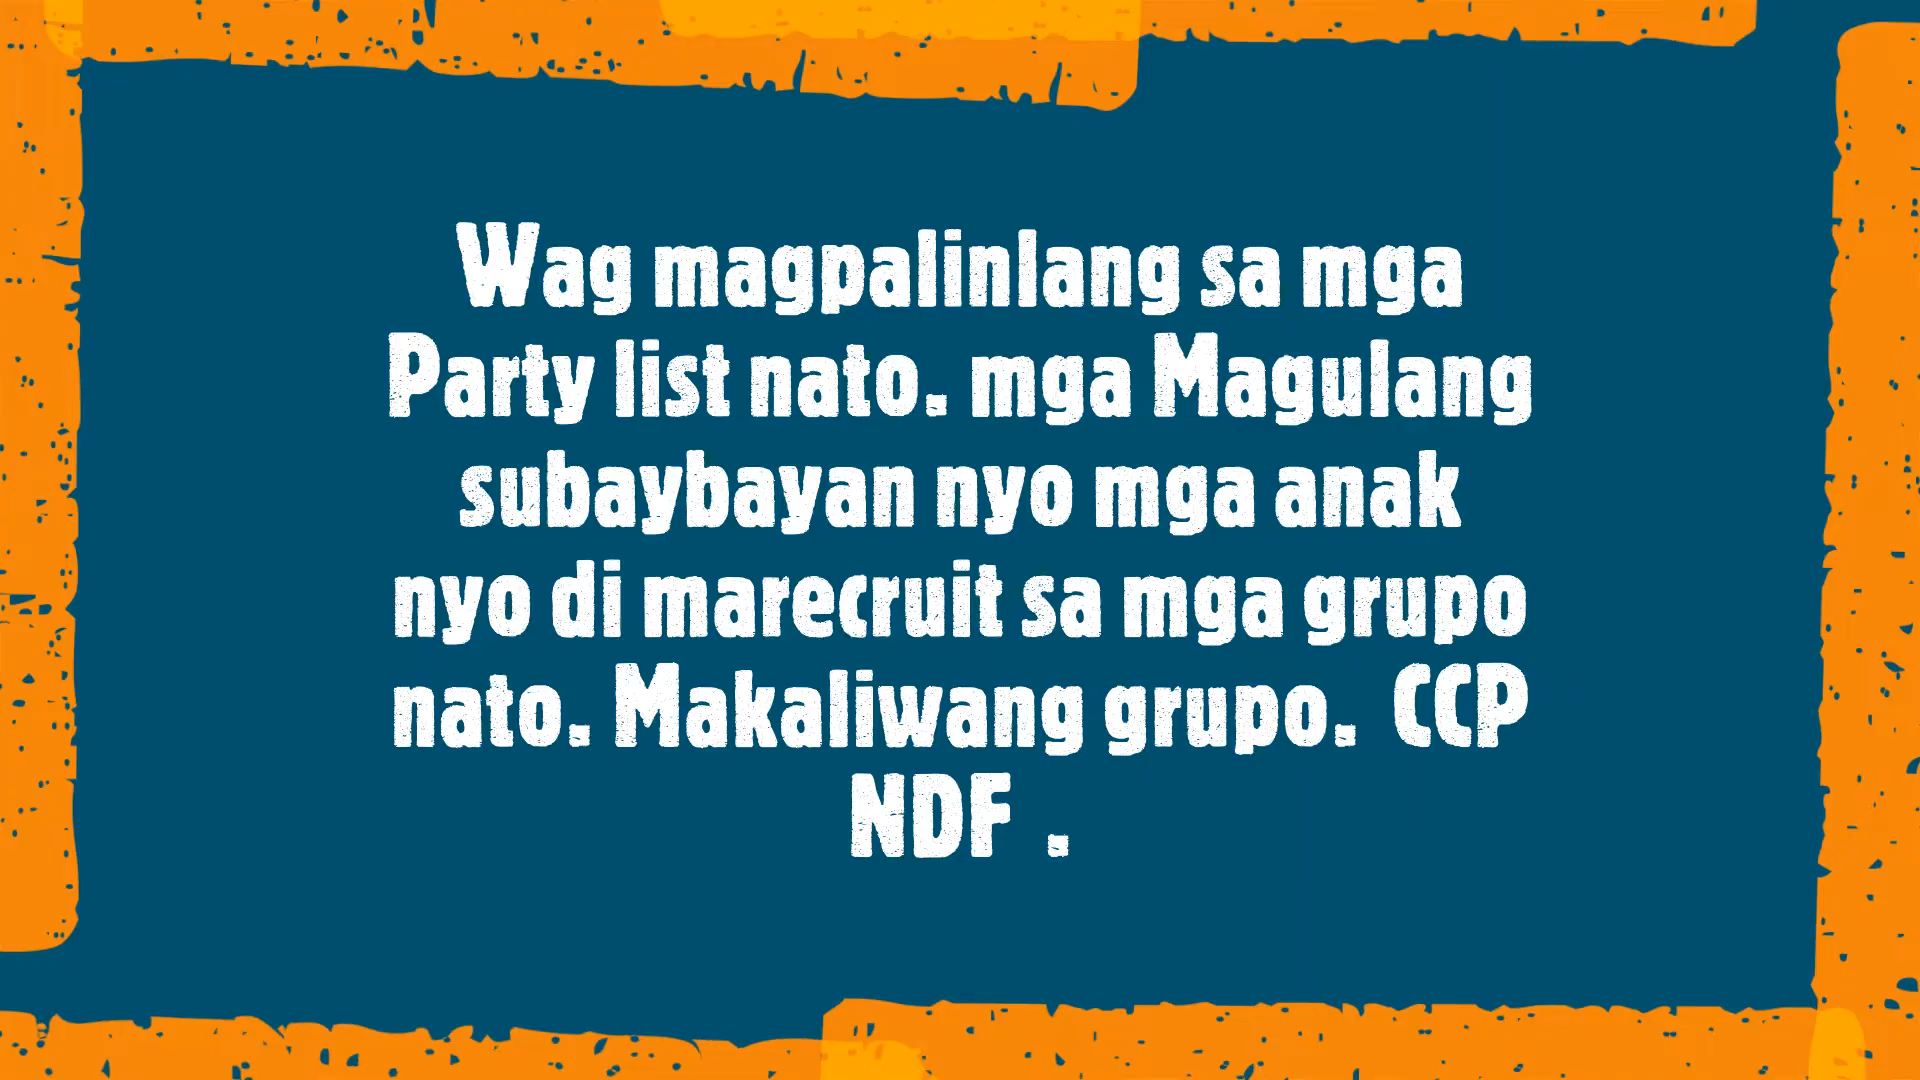 Wag magpalinlang sa mga
Party list nato. mga Magulang
subaybayan nyo mga anak
nyo di marecruit sa mga grupo
nato. Makaliwang grupo. CCP
NDF .